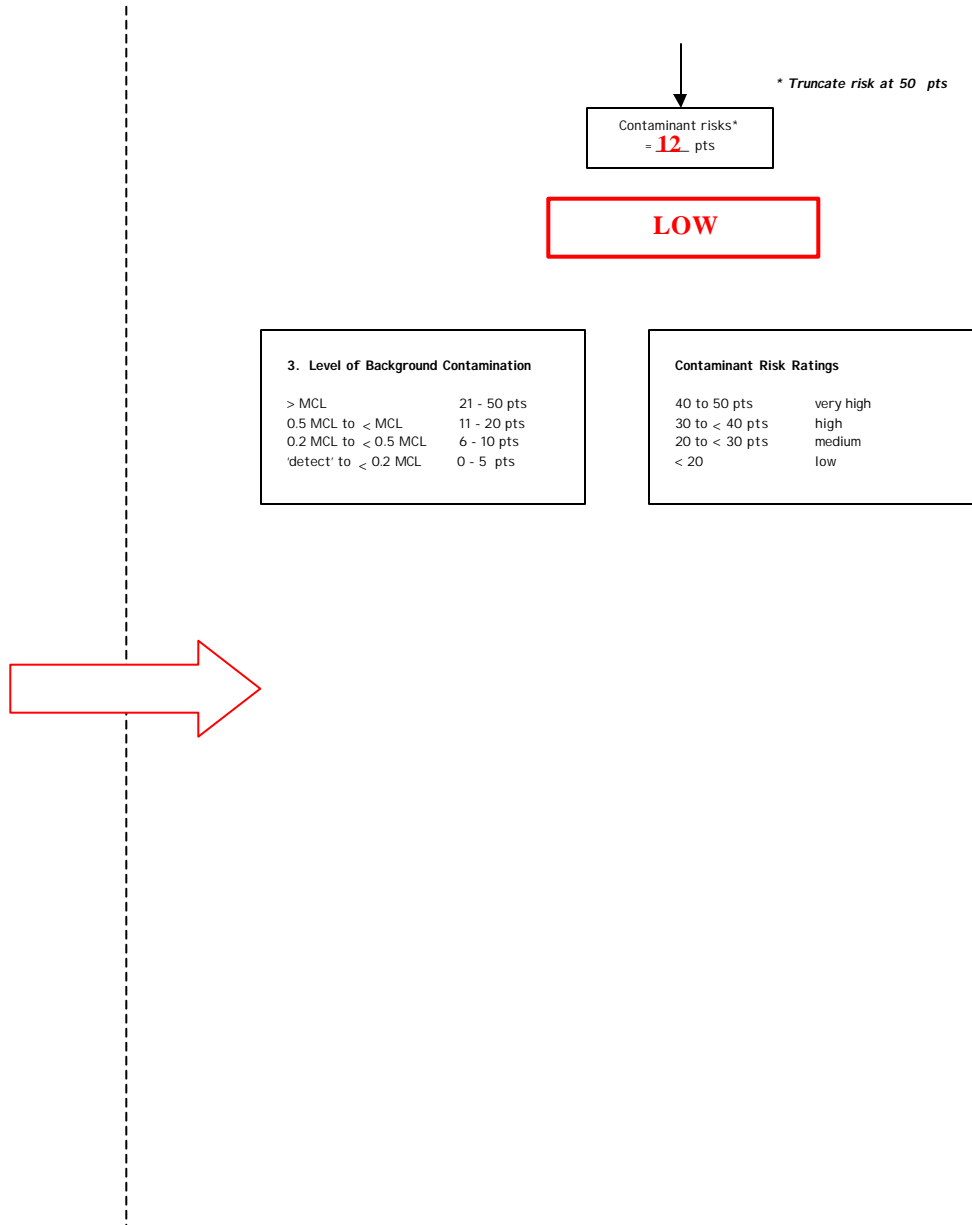 * Truncate risk at 50 pts
Contaminant risks*
= 12 pts
LOW
3. Level of Background Contamination
> MCL 21 - 50 pts
0.5 MCL to < MCL 11 - 20 pts
0.2 MCL to < 0.5 MCL 6 - 10 pts
'detect' to < 0.2 MCL 0 - 5 pts
Contaminant Risk Ratings
40 to 50 pts very high
30 to < 40 pts high
20 to < 30 pts medium
< 20 low